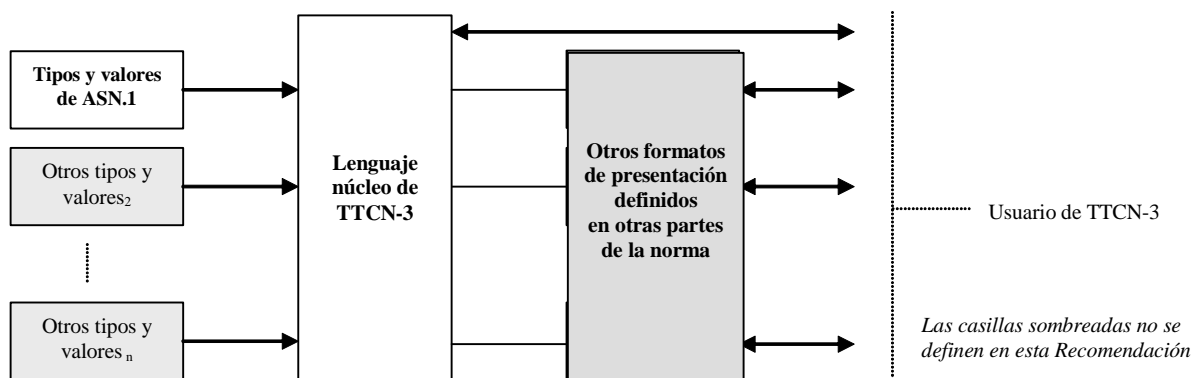 Tipos y valores
de ASN.1
Otros tipos y
valores₂
Otros tipos y
valores ₙ
Lenguaje
núcleo de
TTCN-3
Otros formatos
de presentación
definidos
en otras partes
de la norma
Usuario de TTCN-3
Las casillas sombreadas no se
definen en esta Recomendación